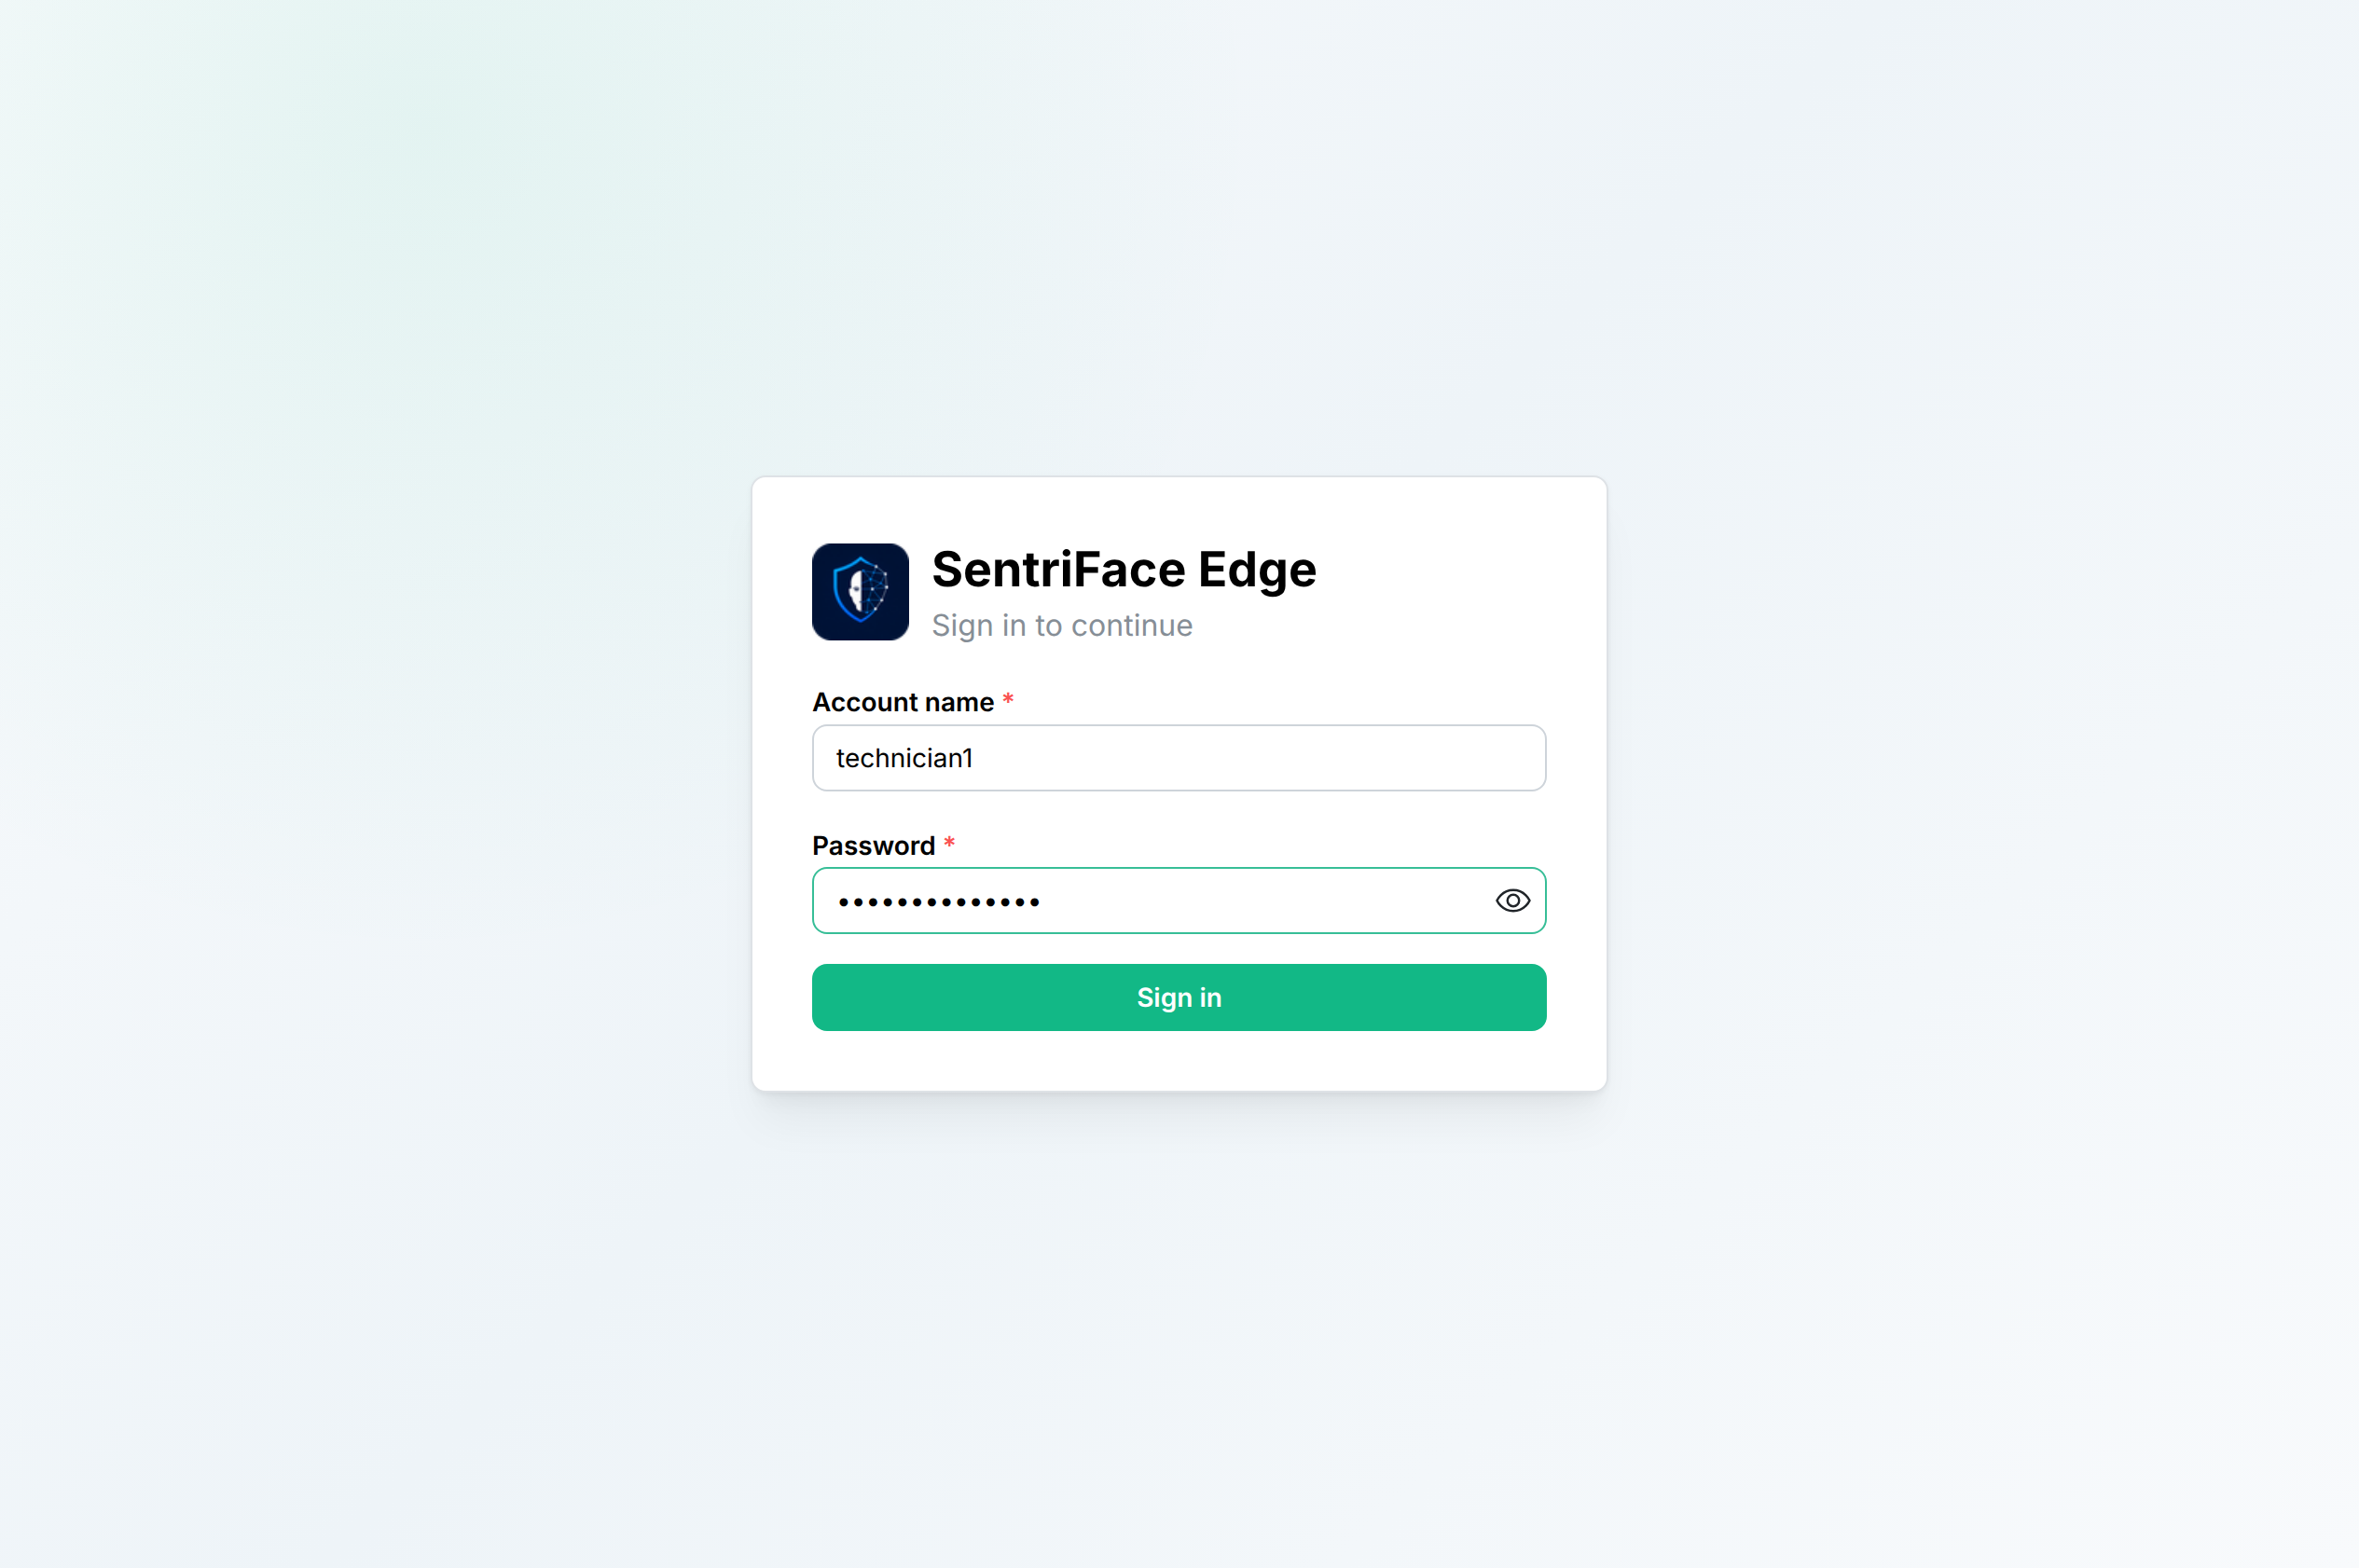 SentriFace Edge
Sign in to continue
Account name *
technician1
Password *
••••••••••••••
Sign in